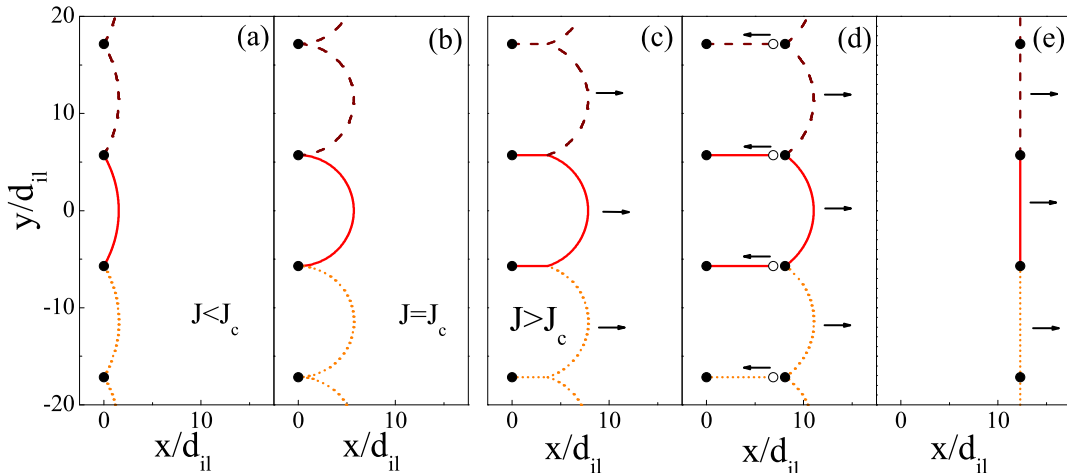 (a) (b) (c) (d) (e)
20
10
0
-10
-20
y/d_il
J<J_c J=J_c J>J_c
0 10 0 10 0 10 0 10 0 10
x/d_il x/d_il x/d_il x/d_il x/d_il